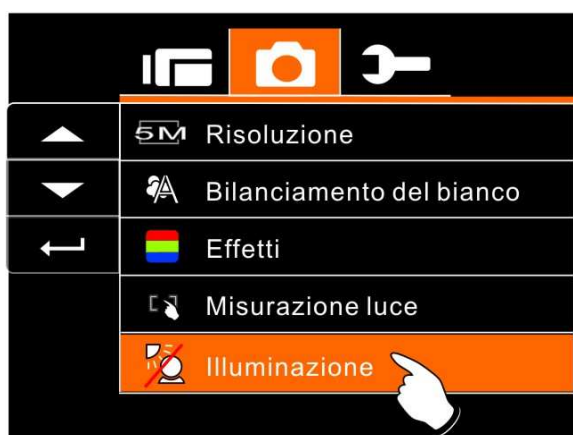 5M Risoluzione
Bilanciamento del bianco
Effetti
Misurazione luce
Illuminazione